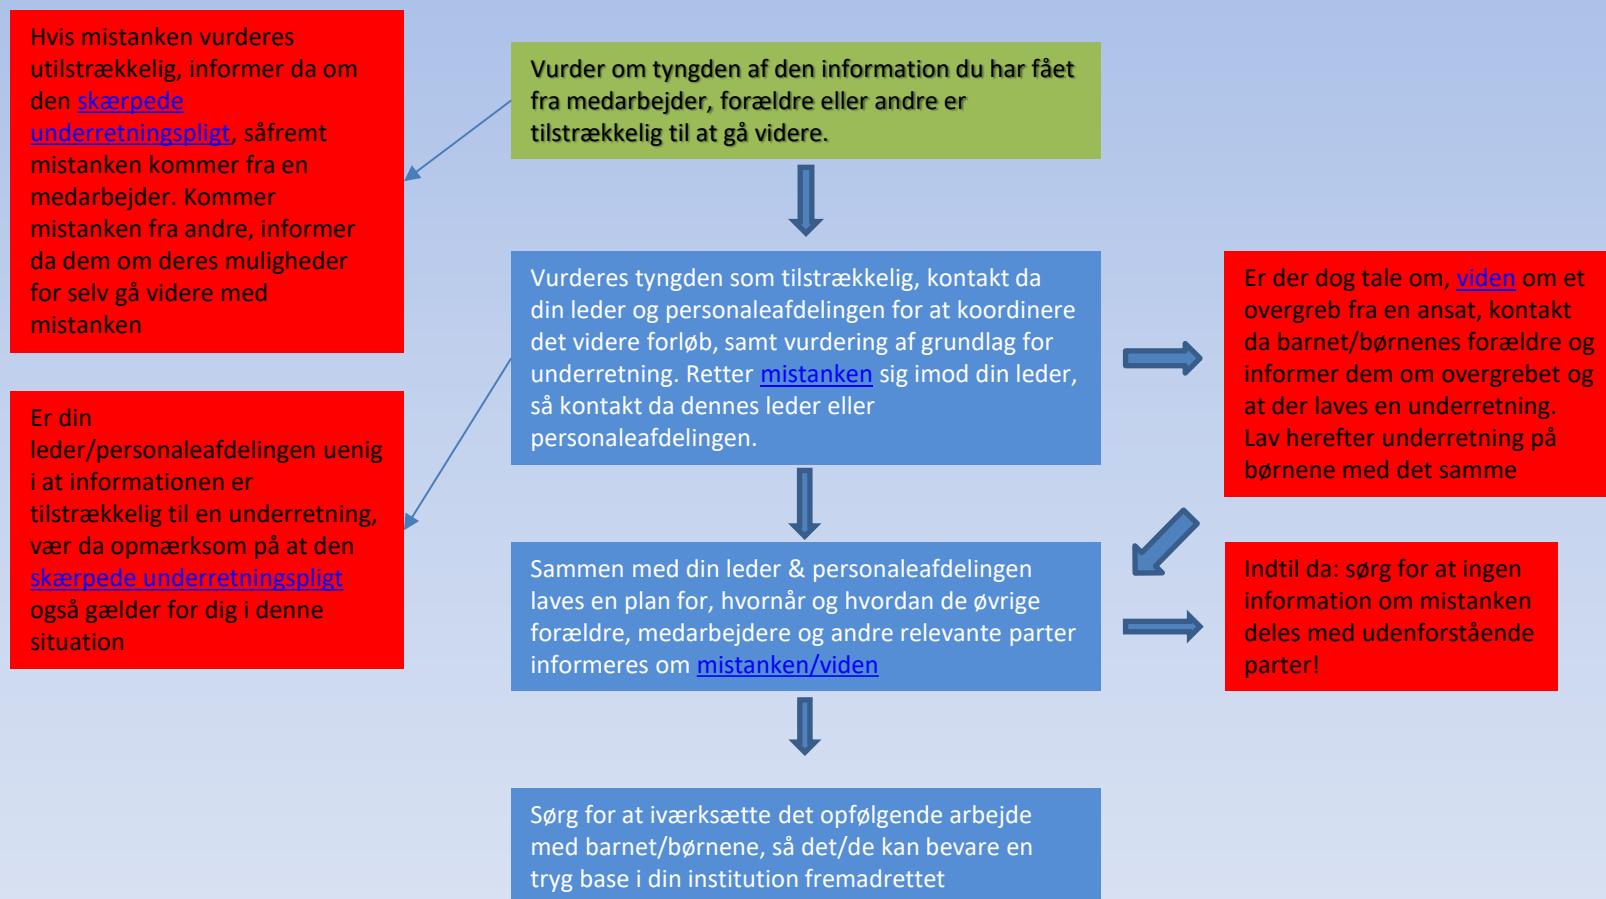 Hvis mistanken vurderes
utilstrækkelig, informer da om
den skærpede
underretningspligt, såfremt
mistanken kommer fra en
medarbejder. Kommer
mistanken fra andre, informer
da dem om deres muligheder
for selv gå videre med
mistanken
Vurder om tyngden af den information du har fået
fra medarbejder, forældre eller andre er
tilstrækkelig til at gå videre.
Vurderes tyngden som tilstrækkelig, kontakt da
din leder og personaleafdelingen for at koordinere
det videre forløb, samt vurdering af grundlag for
underretning. Retter mistanken sig imod din leder,
så kontakt da dennes leder eller
personaleafdelingen.
Er der dog tale om, viden om et
overgreb fra en ansat, kontakt
da barnet/børnenes forældre og
informer dem om overgrebet og
at der laves en underretning.
Lav herefter underretning på
børnene med det samme
Er din
leder/personaleafdelingen uenig
i at informationen er
tilstrækkelig til en underretning,
vær da opmærksom på at den
skærpede underretningspligt
også gælder for dig i denne
situation
Sammen med din leder & personaleafdelingen
laves en plan for, hvornår og hvordan de øvrige
forældre, medarbejdere og andre relevante parter
informeres om mistanken/viden
Indtil da: sørg for at ingen
information om mistanken
deles med udenforstående
parter!
Sørg for at iværksætte det opfølgende arbejde
med barnet/børnene, så det/de kan bevare en
tryg base i din institution fremadrettet